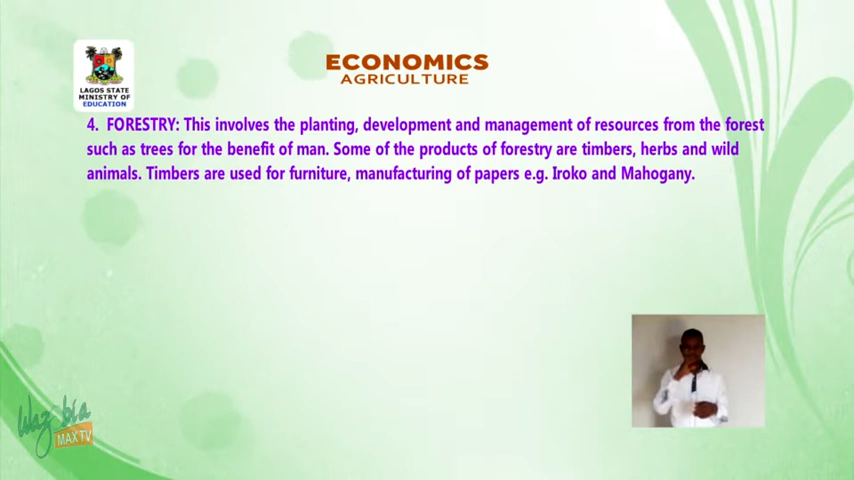 ECONOMICS
AGRICULTURE
LAGOS STATE
MINISTRY OF
EDUCATION
4. FORESTRY: This involves the planting, development and management of resources from the forest
such as trees for the benefit of man. Some of the products of forestry are timbers, herbs and wild
animals. Timbers are used for furniture, manufacturing of papers e.g. Iroko and Mahogany.
Wazobia
MAX TV